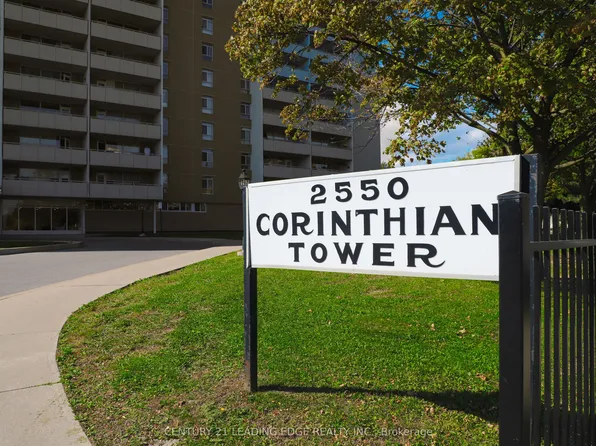 2550
CORINTHIAN
TOWER
CENTURY 21 LEADING EDGE REALTY INC., Brokerage